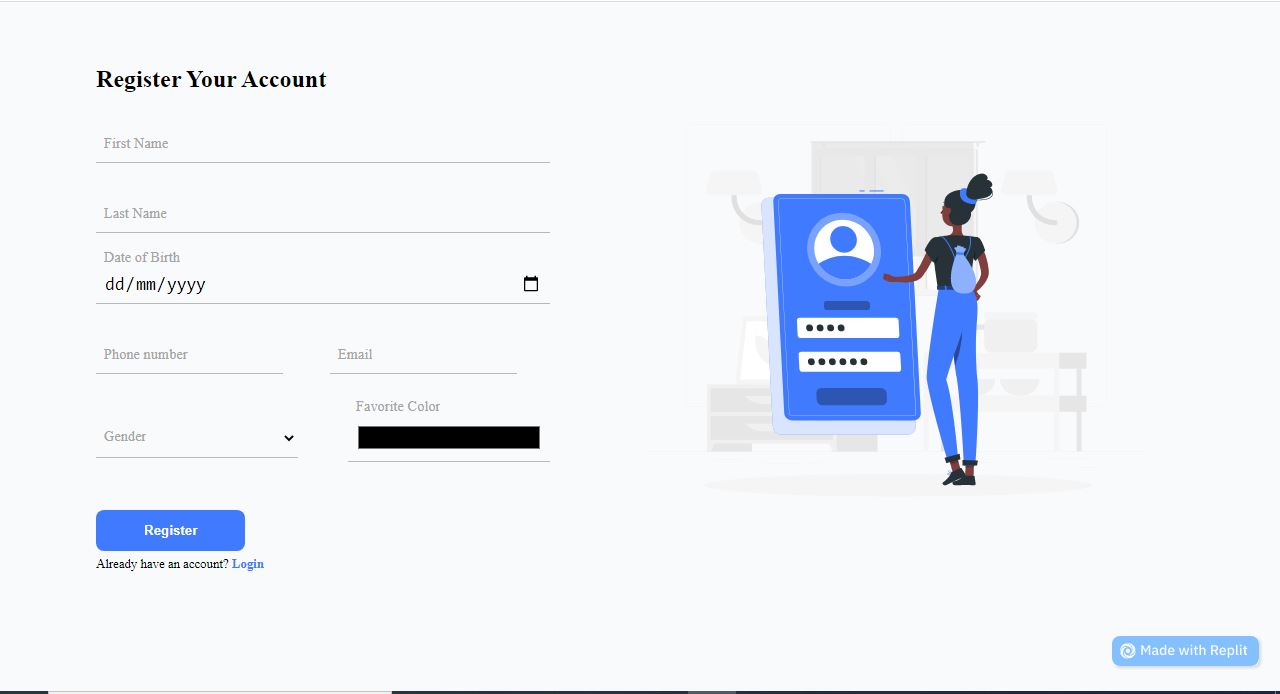 Register Your Account
First Name
Last Name
Date of Birth
dd/mm/yyyy
Phone number Email
Favorite Color
Gender
Register
Already have an account? Login
Made with Replit